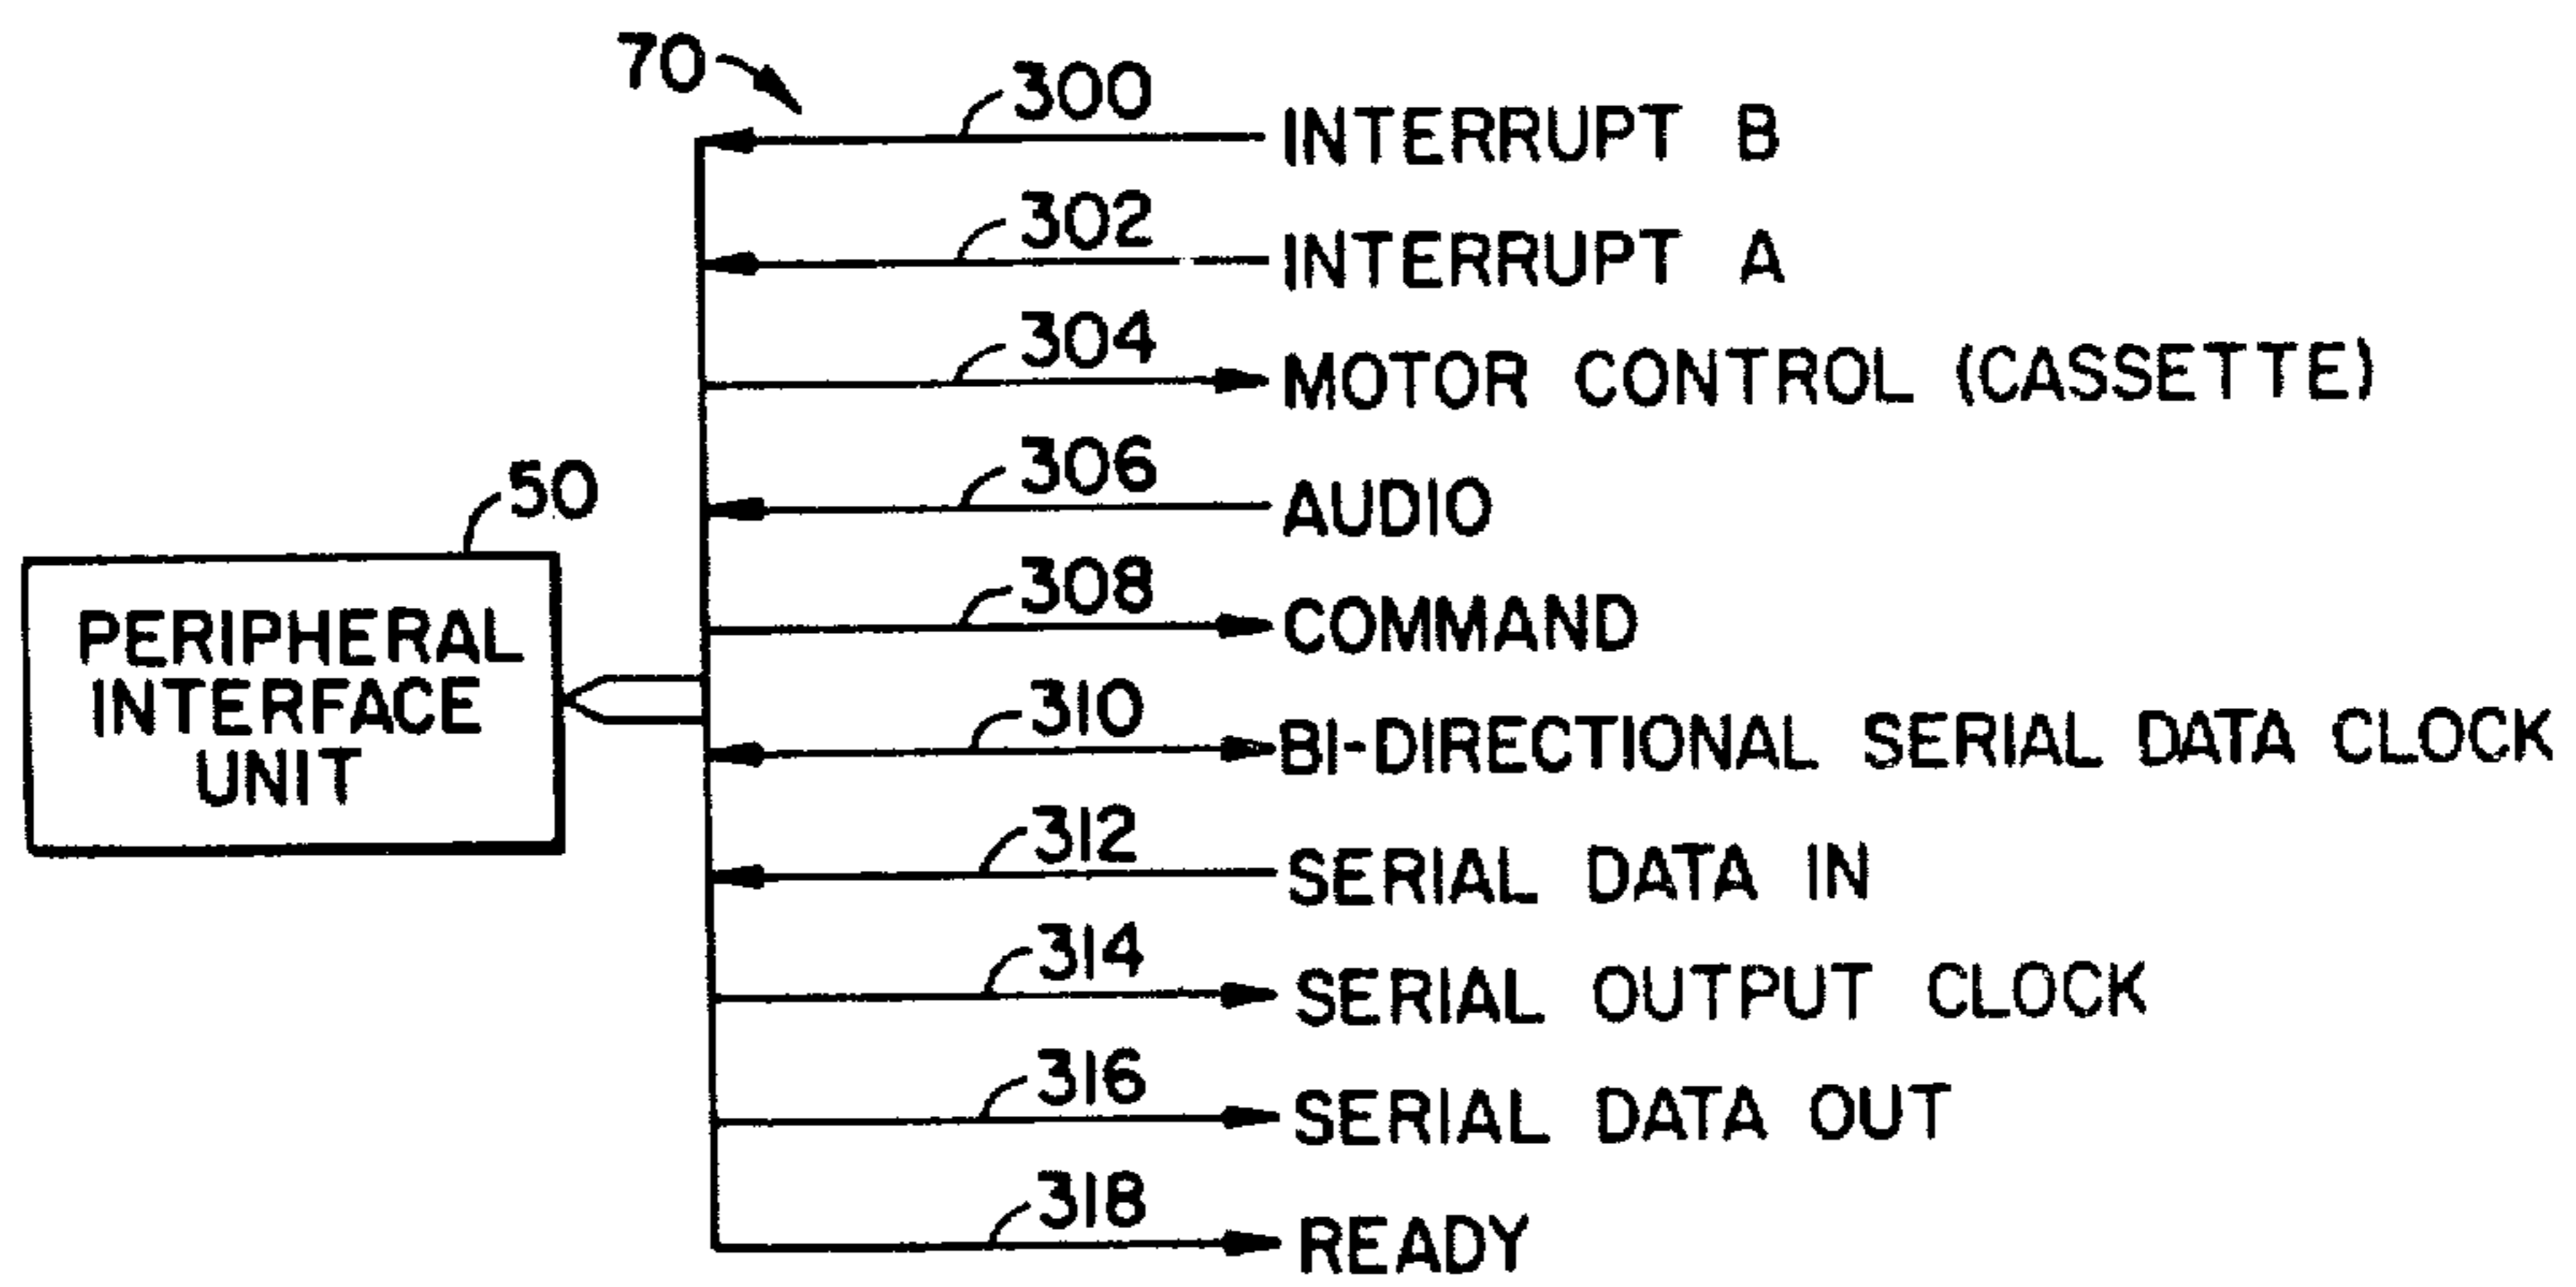 70
300
INTERRUPT B
302
INTERRUPT A
304
MOTOR CONTROL (CASSETTE)
306
AUDIO
50
308
COMMAND
PERIPHERAL
INTERFACE
UNIT
310
BI-DIRECTIONAL SERIAL DATA CLOCK
312
SERIAL DATA IN
314
SERIAL OUTPUT CLOCK
316
SERIAL DATA OUT
318
READY